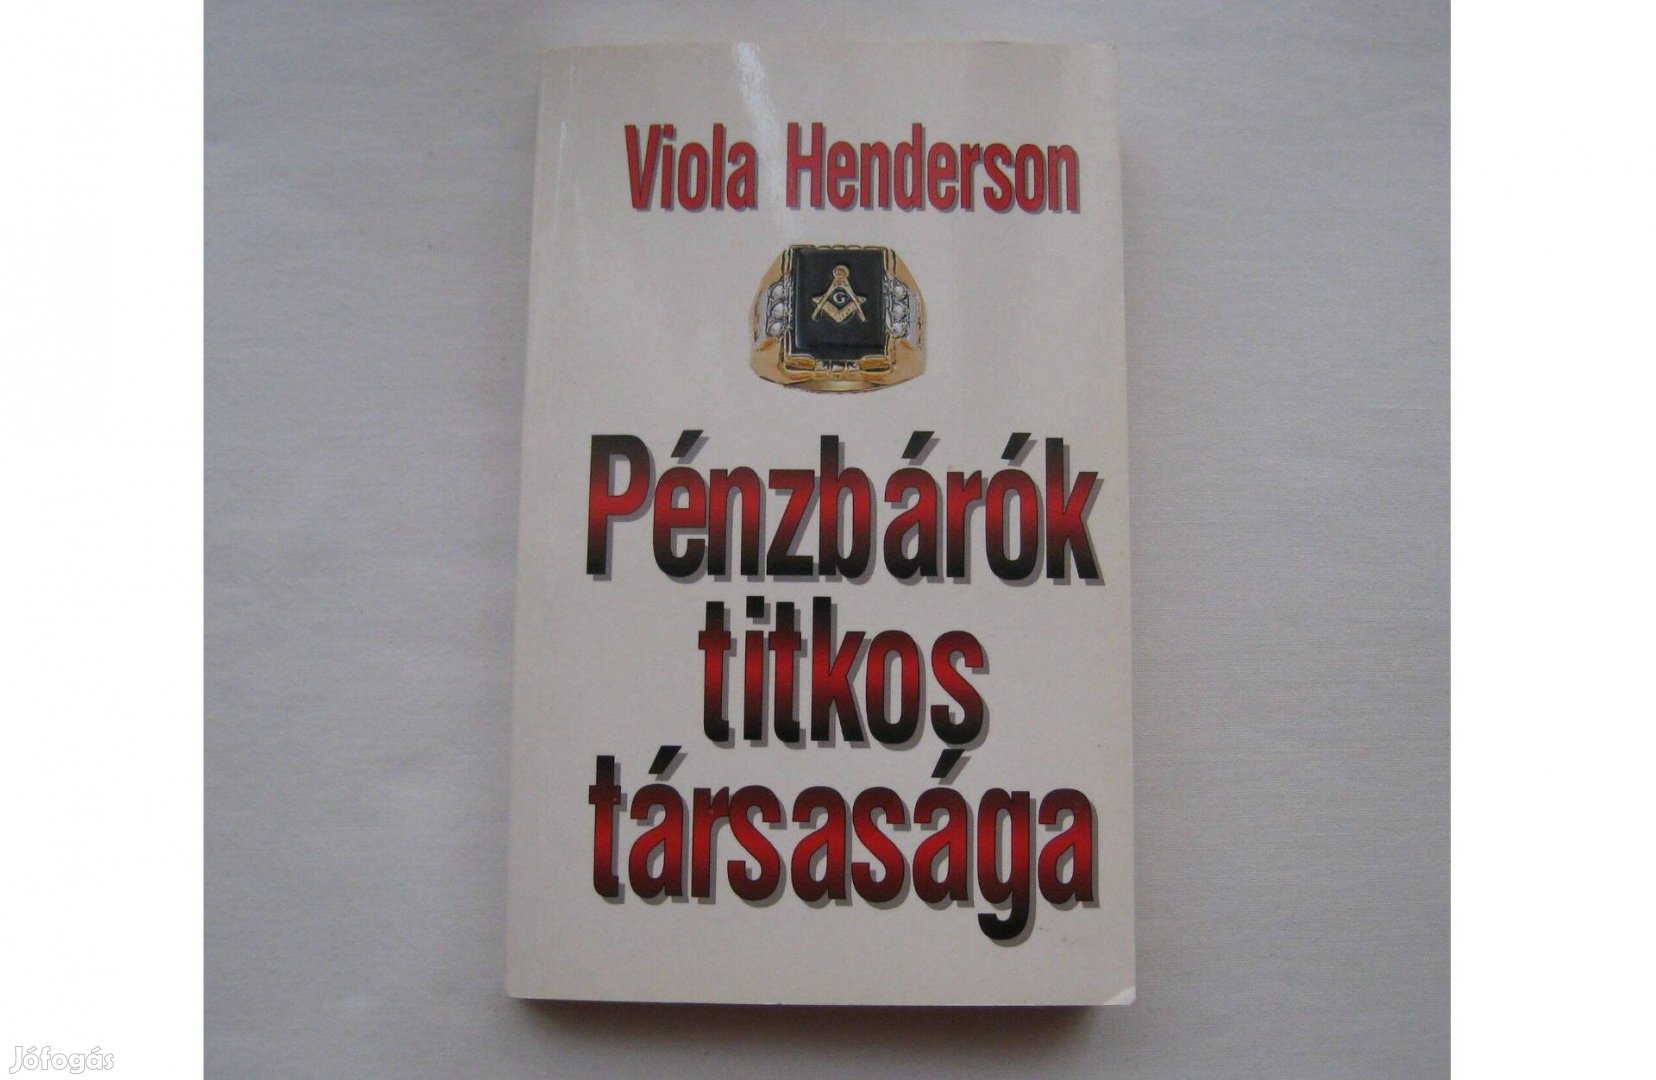 Viola Henderson
G
Pénzbárók
titkos
társasága
Jófogás